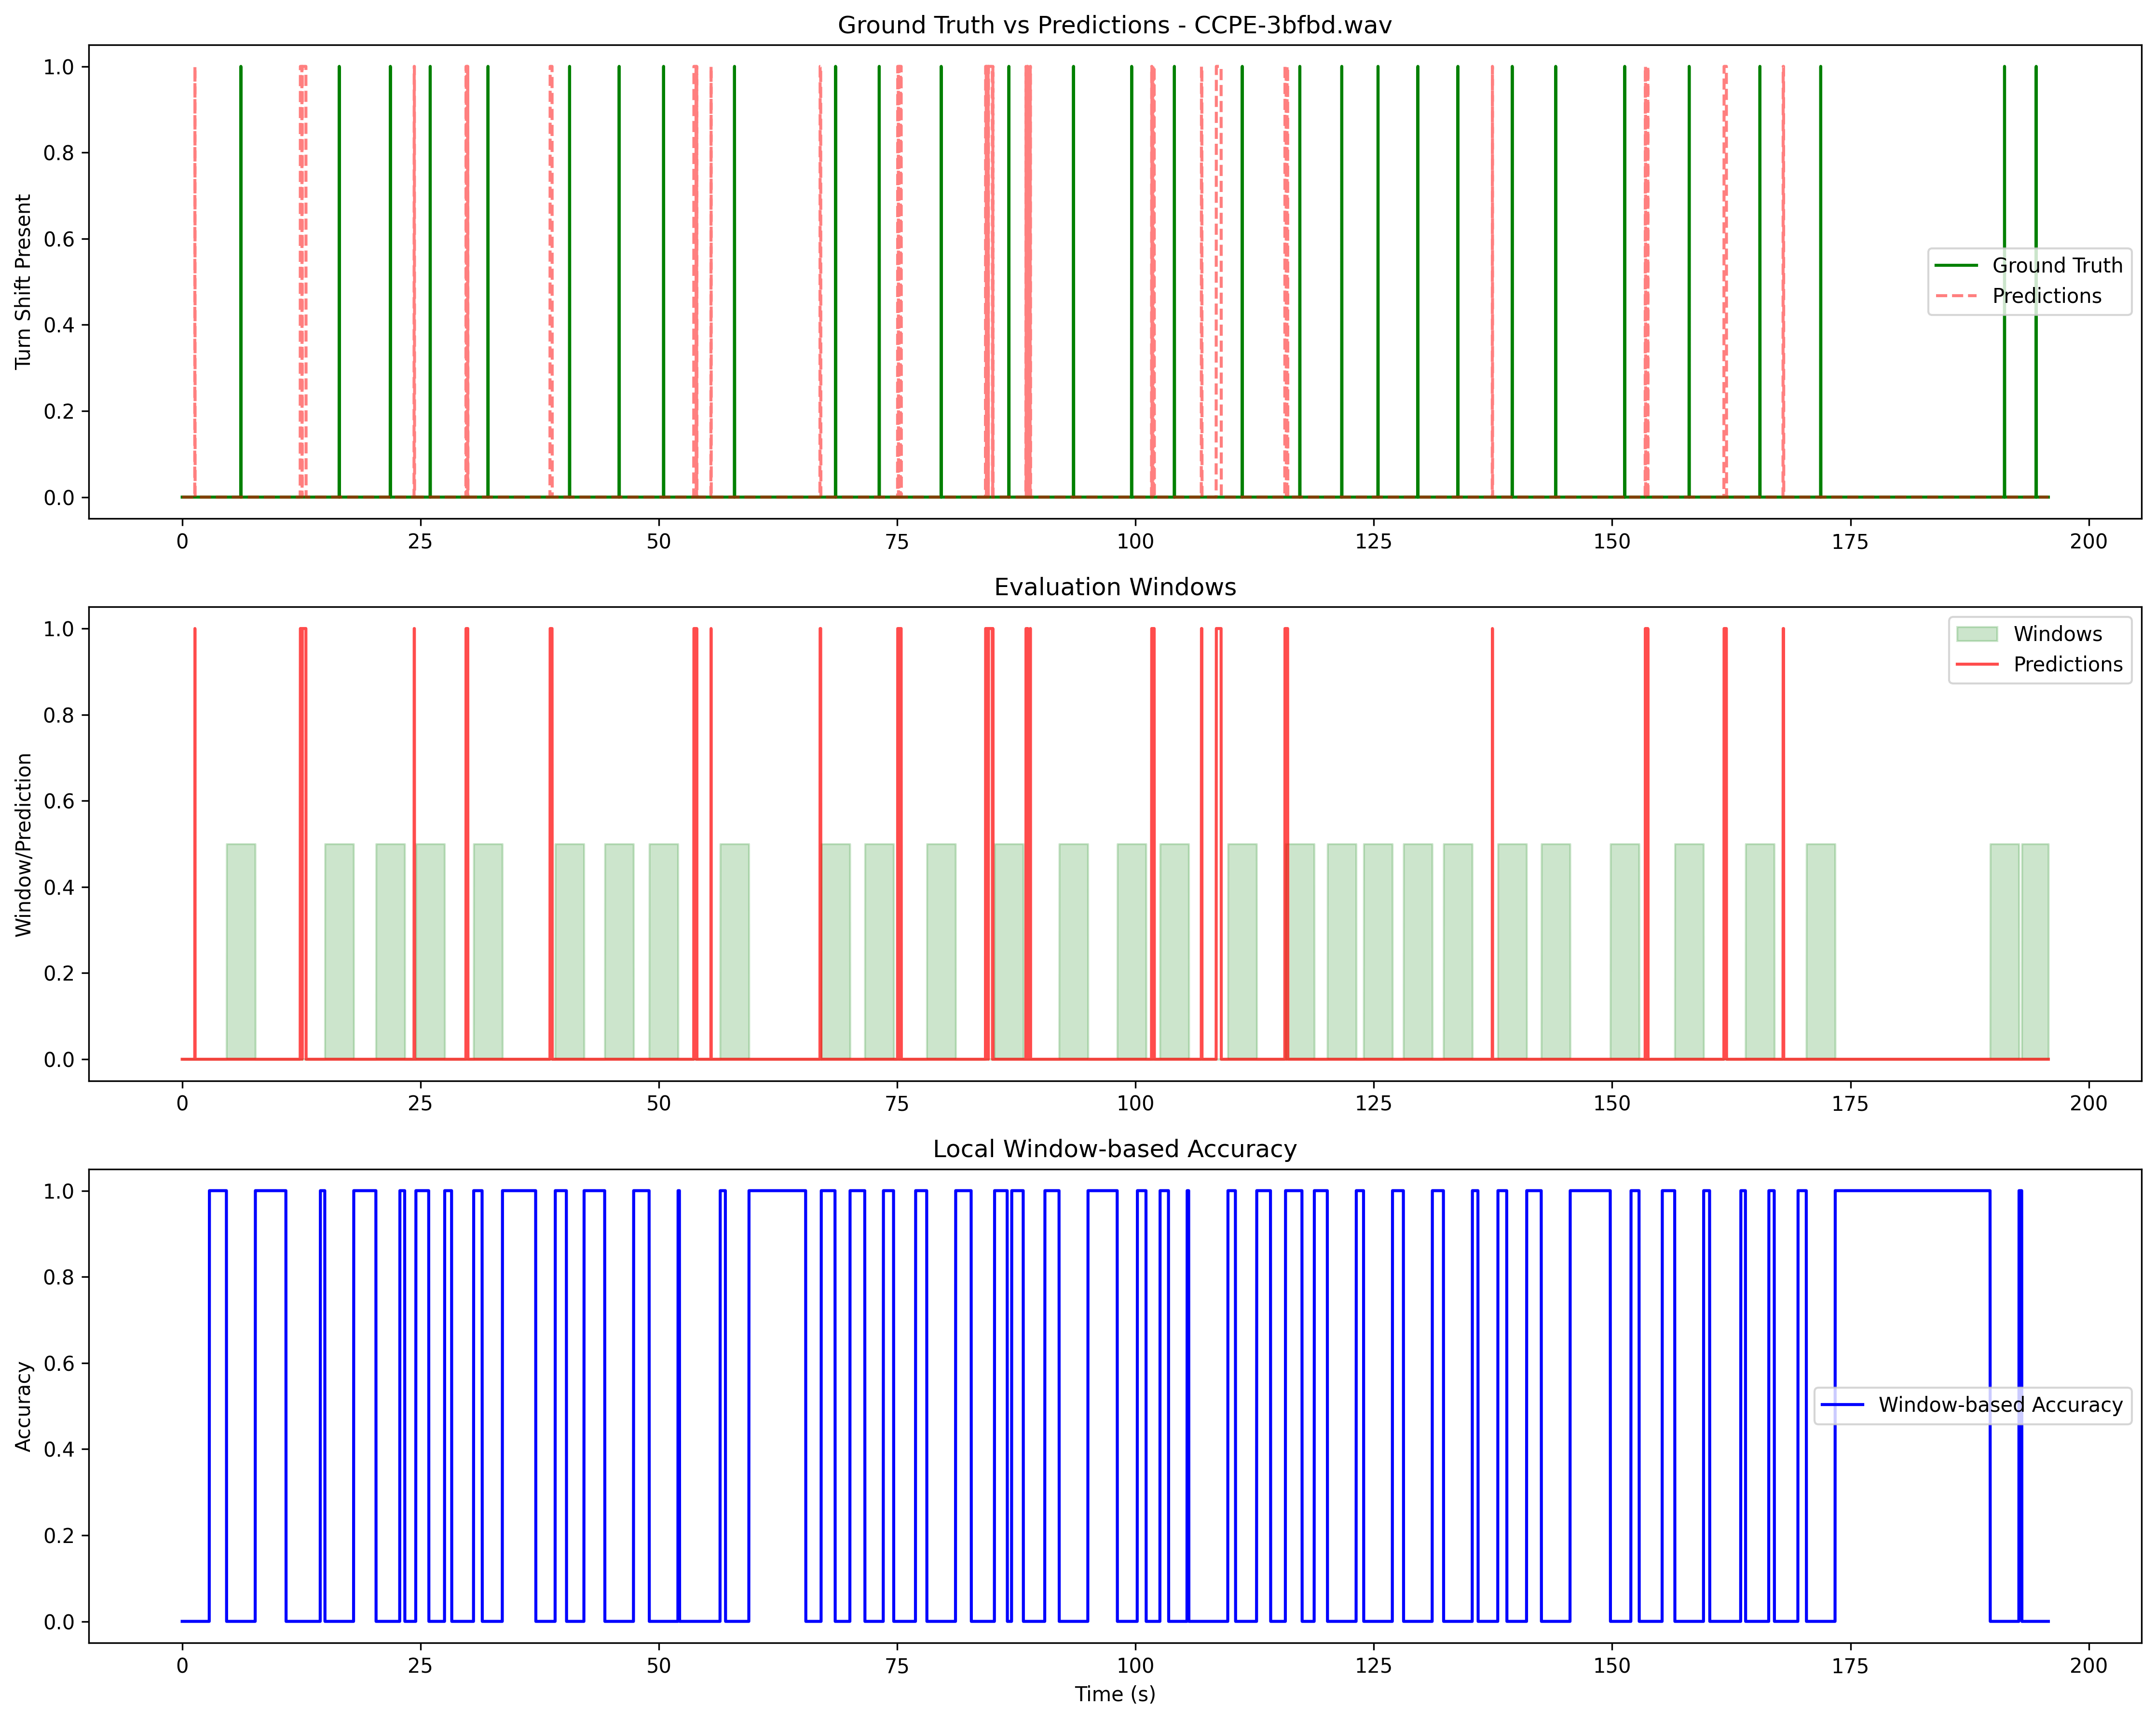 Ground Truth vs Predictions - CCPE-3bfbd.wav
1.0
0.8
0.6
0.4
0.2
0.0
Turn Shift Present
Ground Truth
Predictions
0 25 50 75 100 125 150 175 200
Evaluation Windows
1.0
0.8
0.6
0.4
0.2
0.0
Window/Prediction
Windows
Predictions
0 25 50 75 100 125 150 175 200
Local Window-based Accuracy
1.0
0.8
0.6
0.4
0.2
0.0
Accuracy
Window-based Accuracy
0 25 50 75 100 125 150 175 200
Time (s)